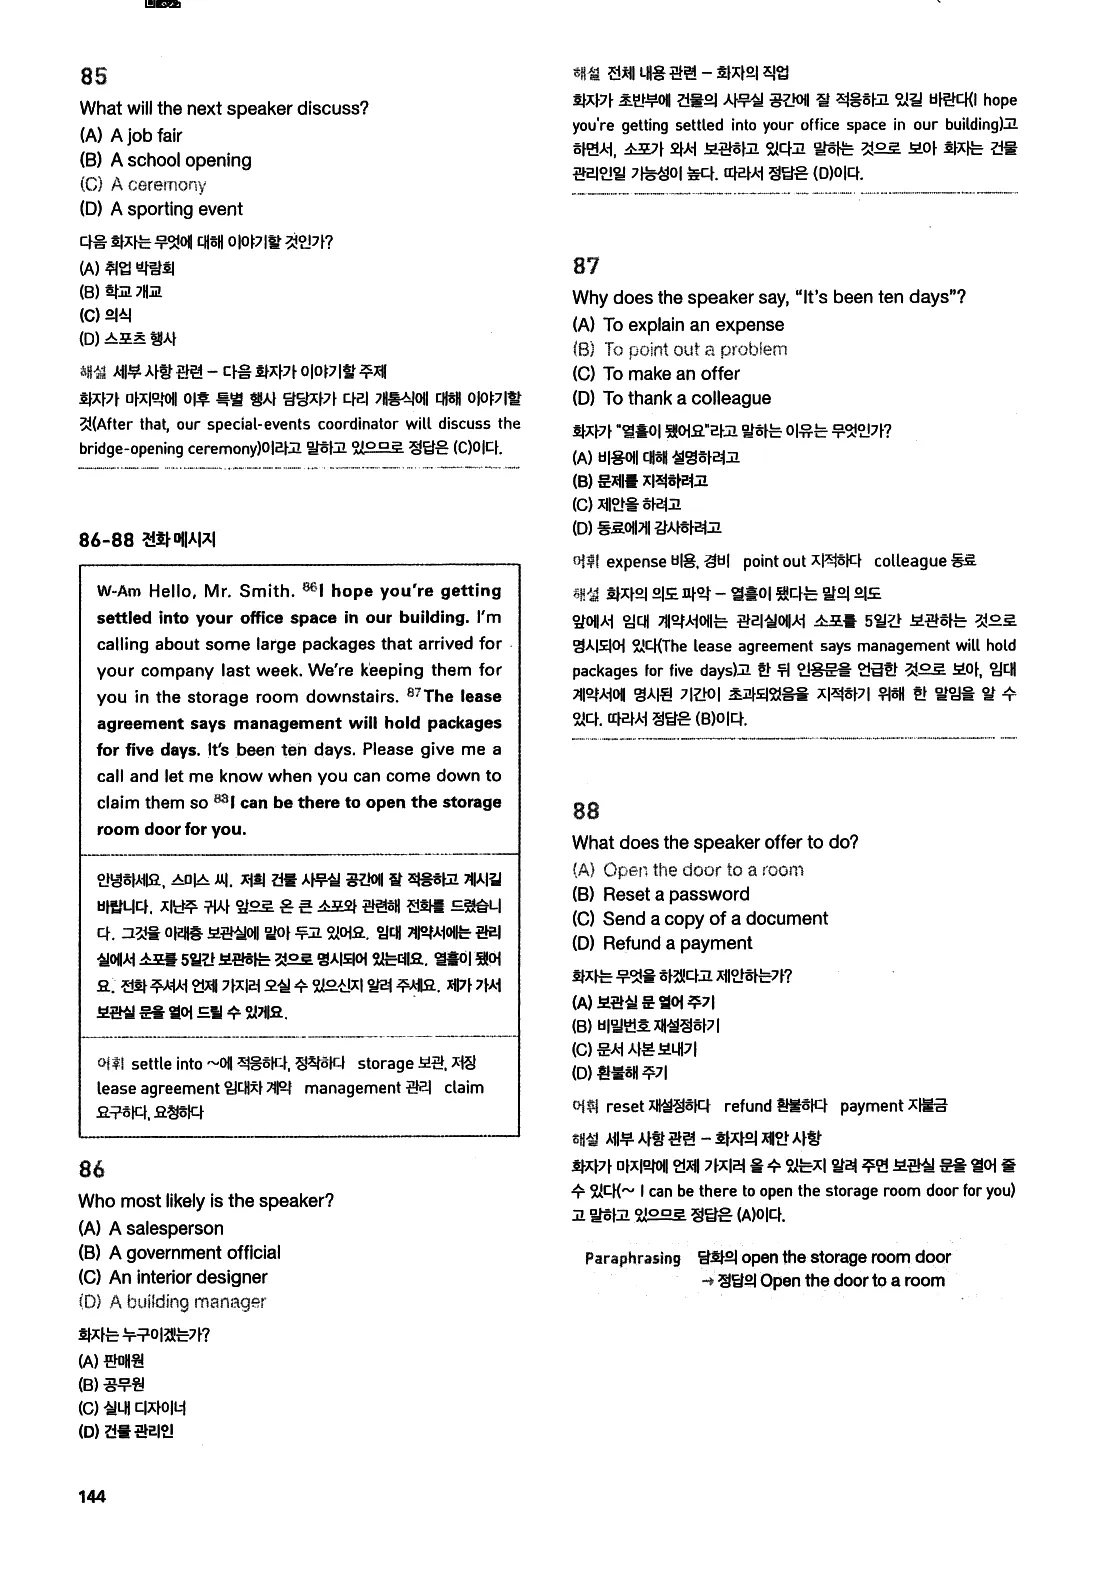 85
What will the next speaker discuss?
(A) A job fair
(B) A school opening
(C) A ceremony
(D) A sporting event
다음 화자는 무엇에 대해 이야기할 것인가?
(A) 취업 박람회
(B) 학교 개교
(C) 의식
(D) 스포츠 행사
해설 세부 사항 관련 – 다음 화자가 이야기할 주제
화자가 마지막에 이후 특별 행사 담당자가 다리 개통식에 대해 이야기할
것(After that, our special-events coordinator will discuss the
bridge-opening ceremony)이라고 말하고 있으므로 정답은 (C)이다.
86-88 전화 메시지
W-Am Hello, Mr. Smith. 86I hope you're getting
settled into your office space in our building. I'm
calling about some large packages that arrived for
your company last week. We're keeping them for
you in the storage room downstairs. 87The lease
agreement says management will hold packages
for five days. It's been ten days. Please give me a
call and let me know when you can come down to
claim them so 88I can be there to open the storage
room door for you.
안녕하세요, 스미스 씨. 저희 건물 사무실 공간에 잘 적응하고 계시길
바랍니다. 지난주 귀사 앞으로 온 큰 소포와 관련해 전화를 드렸습니
다. 그것을 아래층 보관실에 맡아 두고 있어요. 임대 계약서에는 관리
실에서 소포를 5일간 보관하는 것으로 명시되어 있는데요. 열흘이 됐어
요. 전화 주셔서 언제 가지러 오실 수 있으신지 알려 주세요. 제가 가서
보관실 문을 열어 드릴 수 있게요.
어휘 settle into ~에 적응하다, 정착하다 storage 보관, 저장
lease agreement 임대차 계약 management 관리 claim
요구하다, 요청하다
86
Who most likely is the speaker?
(A) A salesperson
(B) A government official
(C) An interior designer
(D) A building manager
화자는 누구이겠는가?
(A) 판매원
(B) 공무원
(C) 실내 디자이너
(D) 건물 관리인
144
해설 전체 내용 관련 – 화자의 직업
화자가 초반부에 건물의 사무실 공간에 잘 적응하고 있길 바란다(I hope
you're getting settled into your office space in our building)고
하면서, 소포가 와서 보관하고 있다고 말하는 것으로 보아 화자는 건물
관리인일 가능성이 높다. 따라서 정답은 (D)이다.
87
Why does the speaker say, “It's been ten days”?
(A) To explain an expense
(B) To point out a problem
(C) To make an offer
(D) To thank a colleague
화자가 "열흘이 됐어요"라고 말하는 이유는 무엇인가?
(A) 비용에 대해 설명하려고
(B) 문제를 지적하려고
(C) 제안을 하려고
(D) 동료에게 감사하려고
어휘 expense 비용, 경비 point out 지적하다 colleague 동료
해설 화자의 의도 파악 – 열흘이 됐다는 말의 의도
앞에서 임대 계약서에는 관리실에서 소포를 5일간 보관하는 것으로
명시되어 있다(The lease agreement says management will hold
packages for five days)고 한 뒤 인용문을 언급한 것으로 보아, 임대
계약서에 명시된 기간이 초과되었음을 지적하기 위해 한 말임을 알 수
있다. 따라서 정답은 (B)이다.
88
What does the speaker offer to do?
(A) Open the door to a room
(B) Reset a password
(C) Send a copy of a document
(D) Refund a payment
화자는 무엇을 하겠다고 제안하는가?
(A) 보관실 문 열어 주기
(B) 비밀번호 재설정하기
(C) 문서 사본 보내기
(D) 환불해 주기
어휘 reset 재설정하다 refund 환불하다 payment 지불금
해설 세부 사항 관련 – 화자의 제안 사항
화자가 마지막에 언제 가지러 올 수 있는지 알려 주면 보관실 문을 열어 줄
수 있다(~ I can be there to open the storage room door for you)
고 말하고 있으므로 정답은 (A)이다.
Paraphrasing 담화의 open the storage room door
→ 정답의 Open the door to a room